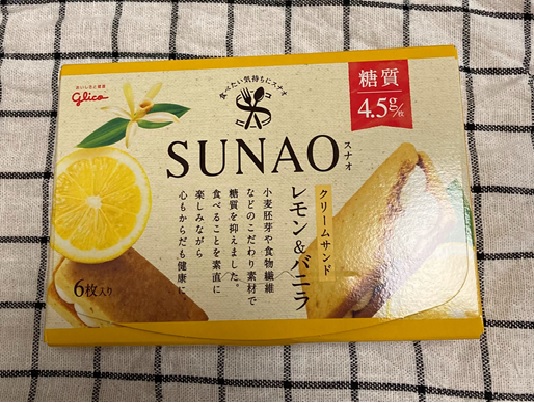 おいしさと健康
Glico
食べたい気持ちにスナオ
糖質
4.5g/枚
SUNAO
スナオ
クリームサンド
レモン&バニラ
小麦胚芽や食物繊維
などのこだわり素材で
糖質を抑えました。
食べることを素直に
楽しみながら
心もからだも健康に。
6枚入り